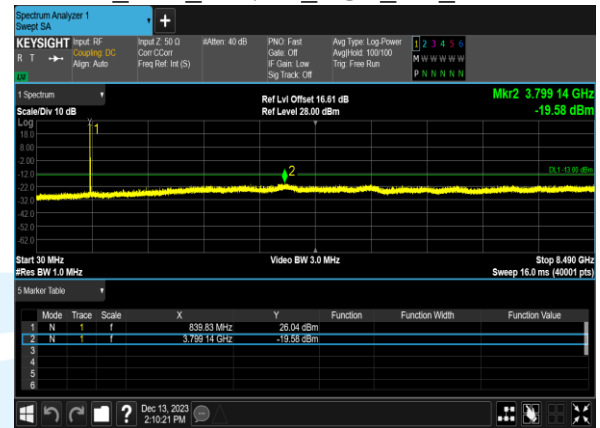 Spectrum Analyzer 1
Swept SA
KEYSIGHT Input: RF Input Z: 50 Ω #Atten: 40 dB PNO: Fast Avg Type: Log-Power 1 2 3 4 5 6
R T Coupling: DC Corr CCorr Gate: Off Avg|Hold: 100/100 M W W W W W
Align: Auto Freq Ref: Int (S) IF Gain: Low Trig: Free Run
Sig Track: Off P N N N N N
1 Spectrum Ref Lvl Offset 16.61 dB Mkr2 3.799 14 GHz
Scale/Div 10 dB Ref Level 28.00 dBm -19.58 dBm
Log
18.0
8.00
-2.00
-12.0
-22.0
-32.0
-42.0
-52.0
-62.0
1
2
DL1 -13.00 dBm
Start 30 MHz Video BW 3.0 MHz Stop 8.490 GHz
#Res BW 1.0 MHz Sweep 16.0 ms (40001 pts)
5 Marker Table
Mode Trace Scale X Y Function Function Width Function Value
1 N 1 f 839.83 MHz 26.04 dBm
2 N 1 f 3.799 14 GHz -19.58 dBm
3
4
5
6
? Dec 13, 2023
2:10:21 PM